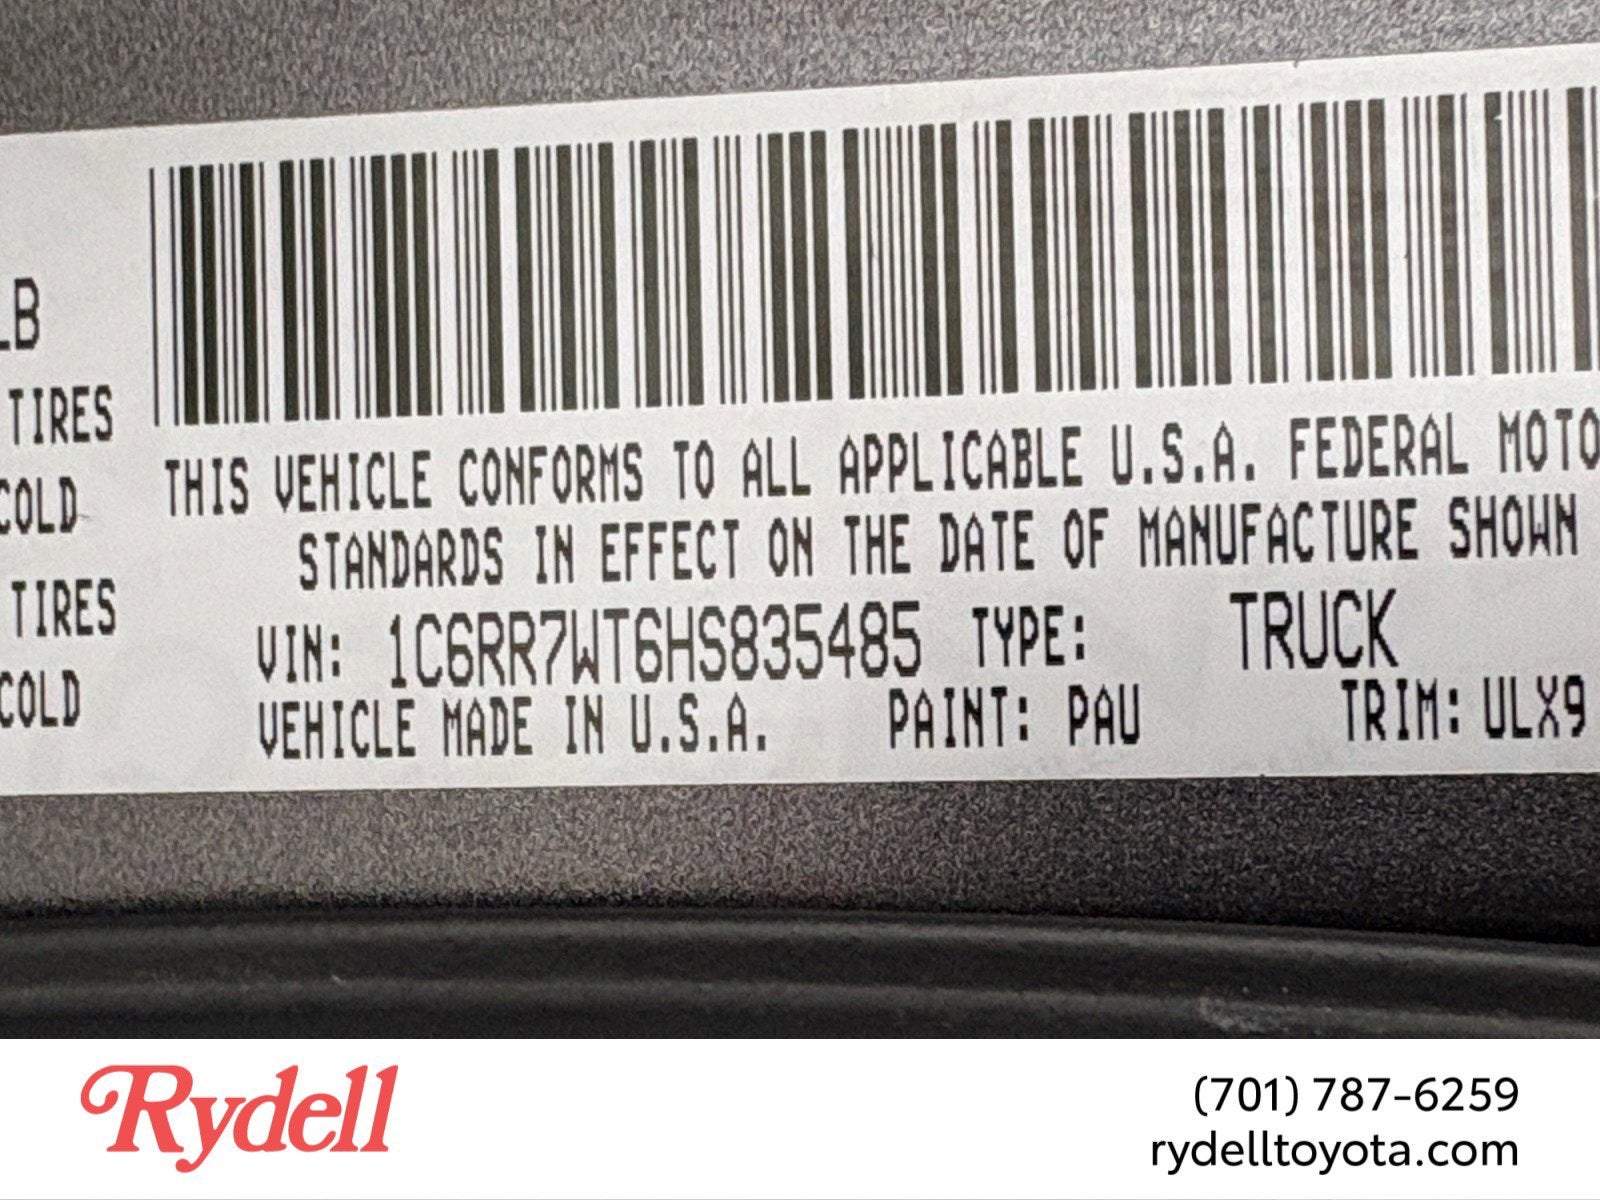 LB
TIRES
COLD
TIRES
COLD
THIS VEHICLE CONFORMS TO ALL APPLICABLE U.S.A. FEDERAL MOTO
STANDARDS IN EFFECT ON THE DATE OF MANUFACTURE SHOWN
VIN: 1C6RR7WT6HS835485 TYPE: TRUCK
VEHICLE MADE IN U.S.A. PAINT: PAU TRIM: ULX9
Rydell
(701) 787-6259
rydelltoyota.com